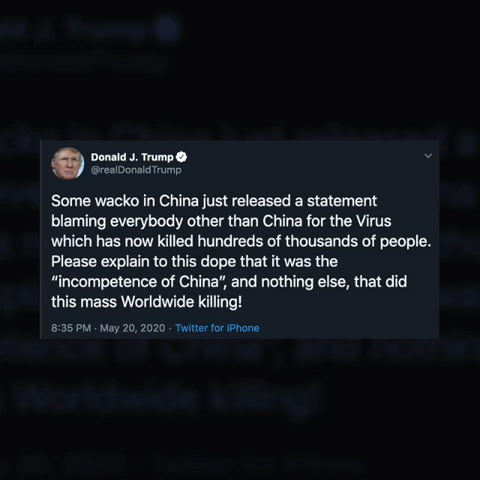 Donald J. Trump
@realDonaldTrump
Some wacko in China just released a statement
blaming everybody other than China for the Virus
which has now killed hundreds of thousands of people.
Please explain to this dope that it was the
“incompetence of China”, and nothing else, that did
this mass Worldwide killing!
8:35 PM · May 20, 2020 · Twitter for iPhone